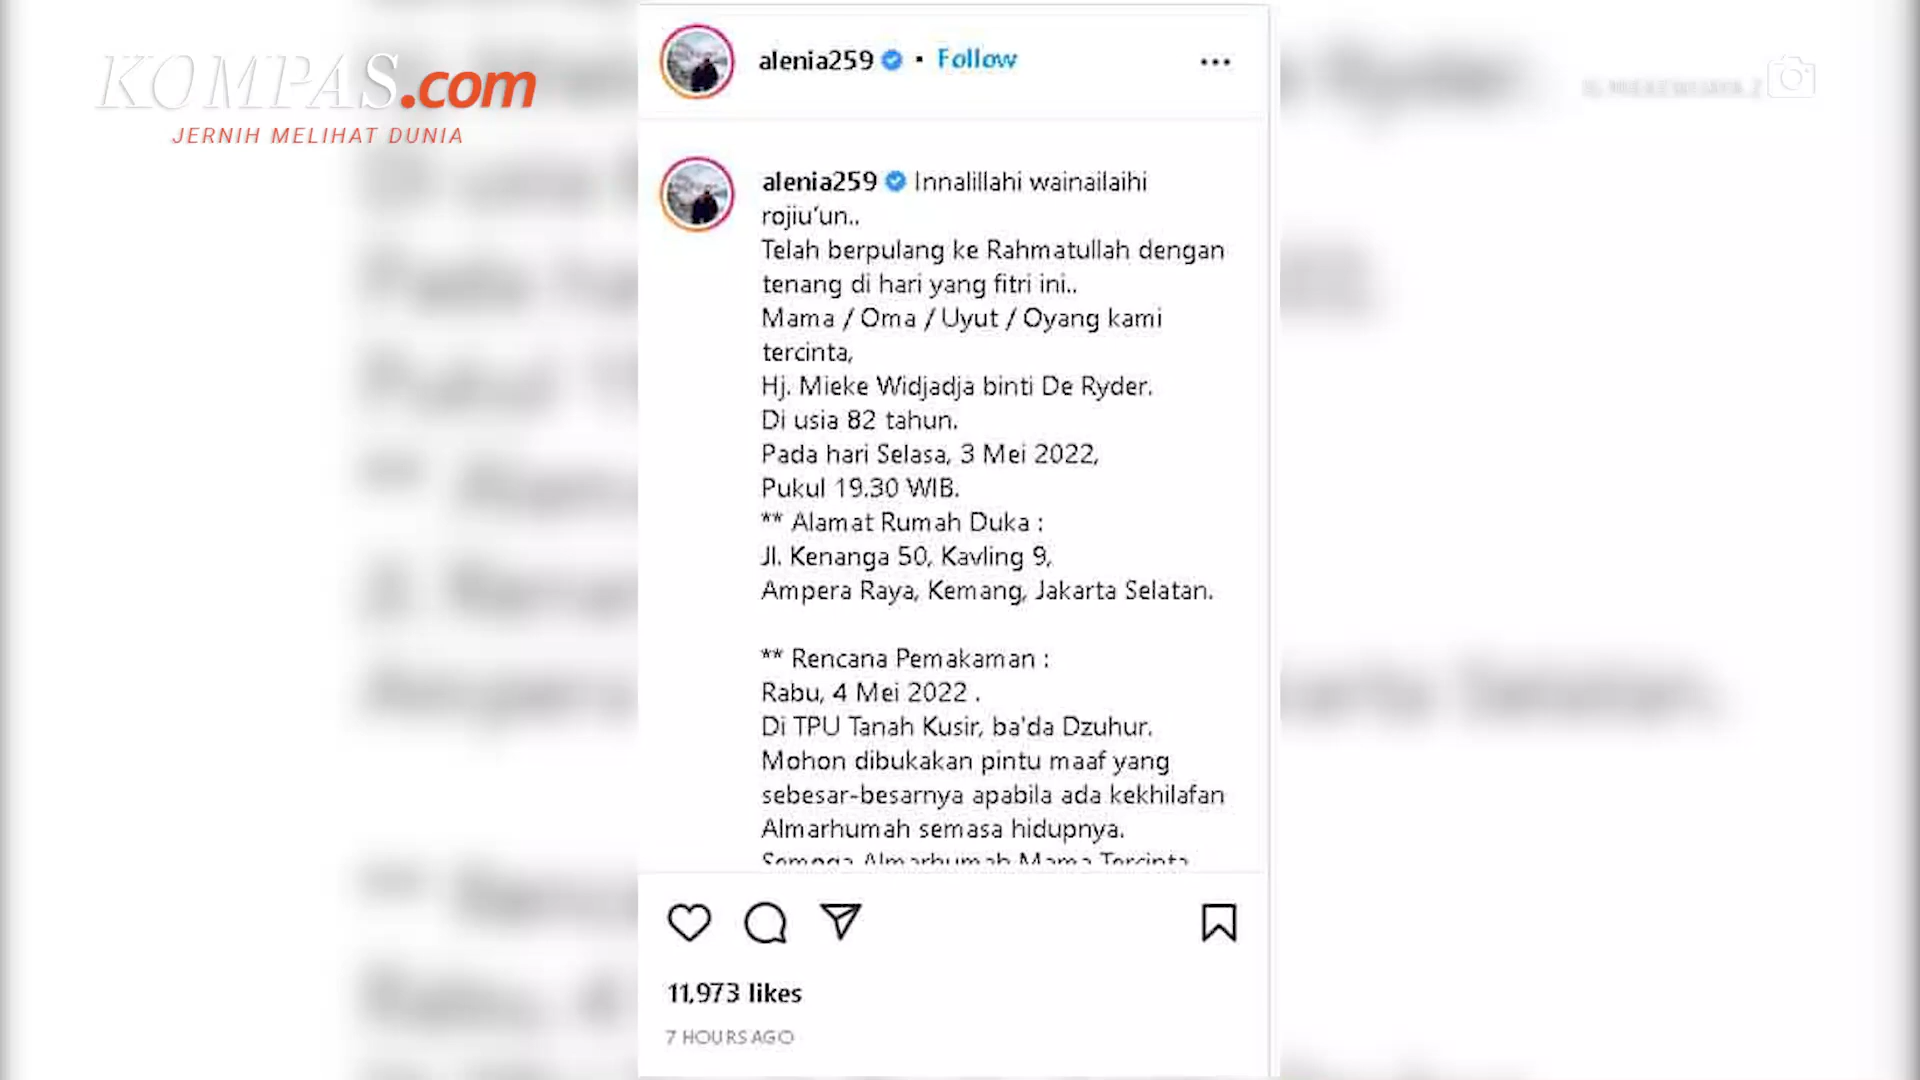 KOMPAS.com
JERNIH MELIHAT DUNIA
alenia259 • Follow
alenia259 Innalillahi wainailaihi
rojiu'un..
Telah berpulang ke Rahmatullah dengan
tenang di hari yang fitri ini..
Mama / Oma / Uyut / Oyang kami
tercinta,
Hj. Mieke Widjadja binti De Ryder.
Di usia 82 tahun.
Pada hari Selasa, 3 Mei 2022,
Pukul 19.30 WIB.
** Alamat Rumah Duka :
Jl. Kenanga 50, Kavling 9,
Ampera Raya, Kemang, Jakarta Selatan.
** Rencana Pemakaman :
Rabu, 4 Mei 2022 .
Di TPU Tanah Kusir, ba'da Dzuhur.
Mohon dibukakan pintu maaf yang
sebesar-besarnya apabila ada kekhilafan
Almarhumah semasa hidupnya.
Semoga Almarhumah Mama Tercinta
11,973 likes
7 HOURS AGO